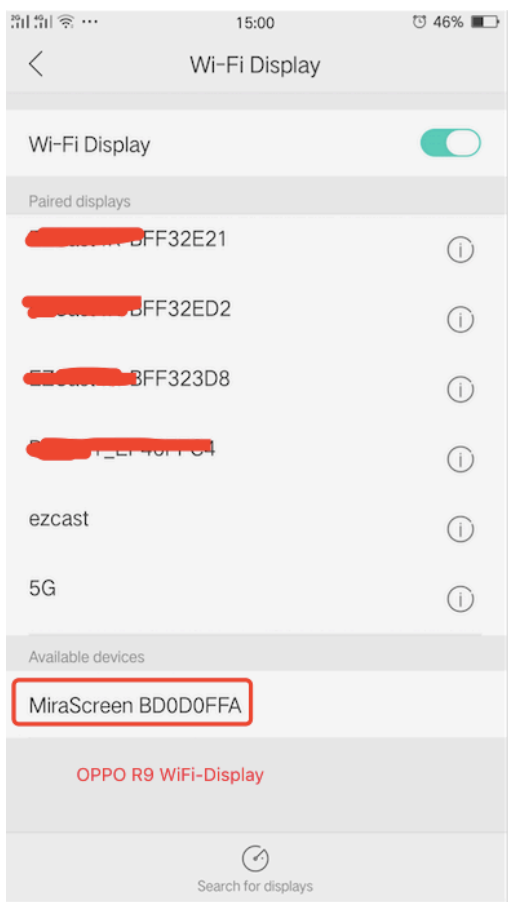 15:00
46%
Wi-Fi Display
Wi-Fi Display
Paired displays
BFF32E21
BFF32ED2
BFF323D8
ezcast
5G
Available devices
MiraScreen BD0D0FFA
OPPO R9 WiFi-Display
Search for displays